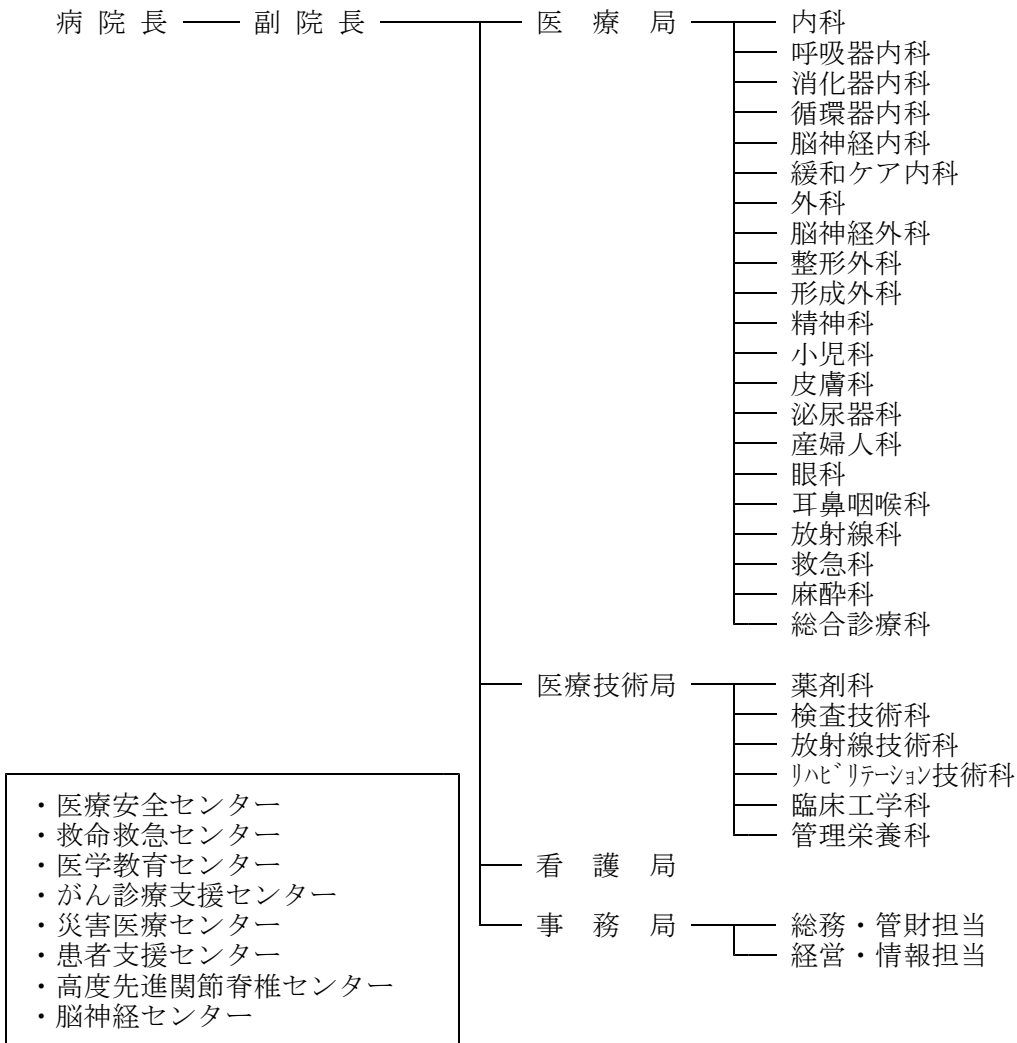 病院長 副院長 医療局 内科
呼吸器内科
消化器内科
循環器内科
脳神経内科
緩和ケア内科
外科
脳神経外科
整形外科
形成外科
精神科
小児科
皮膚科
泌尿器科
産婦人科
眼科
耳鼻咽喉科
放射線科
救急科
麻酔科
総合診療科
医療技術局 薬剤科
検査技術科
放射線技術科
ﾘﾊﾋﾞﾘﾃｰｼｮﾝ技術科
臨床工学科
管理栄養科
看護局
事務局 総務・管財担当
経営・情報担当
・医療安全センター
・救命救急センター
・医学教育センター
・がん診療支援センター
・災害医療センター
・患者支援センター
・高度先進関節脊椎センター
・脳神経センター